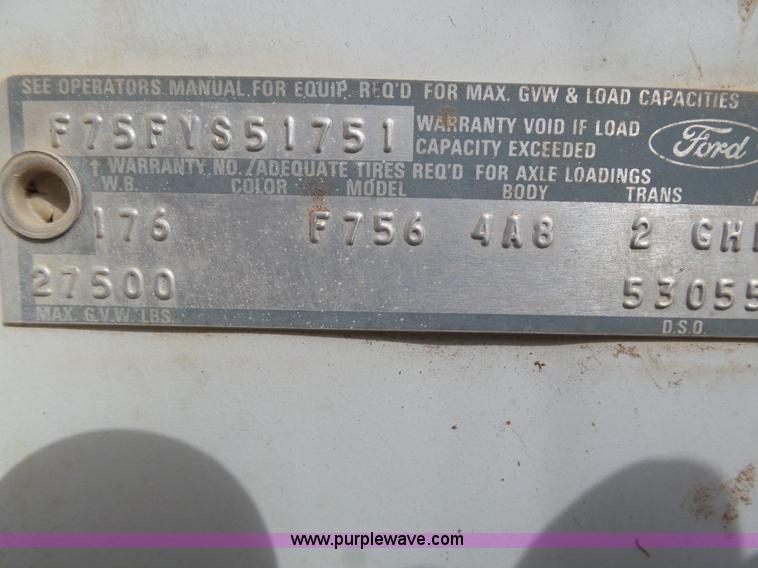 SEE OPERATORS MANUAL FOR EQUIP. REQ'D FOR MAX. GVW & LOAD CAPACITIES
F75FVS51751 WARRANTY VOID IF LOAD
CAPACITY EXCEEDED Ford
↑ WARRANTY NO./ADEQUATE TIRES REQ'D FOR AXLE LOADINGS
W.B. COLOR MODEL BODY TRANS A
176 F756 4A8 2 GH
27500 53055
MAX. G.V.W. LBS. D.S.O.
www.purplewave.com